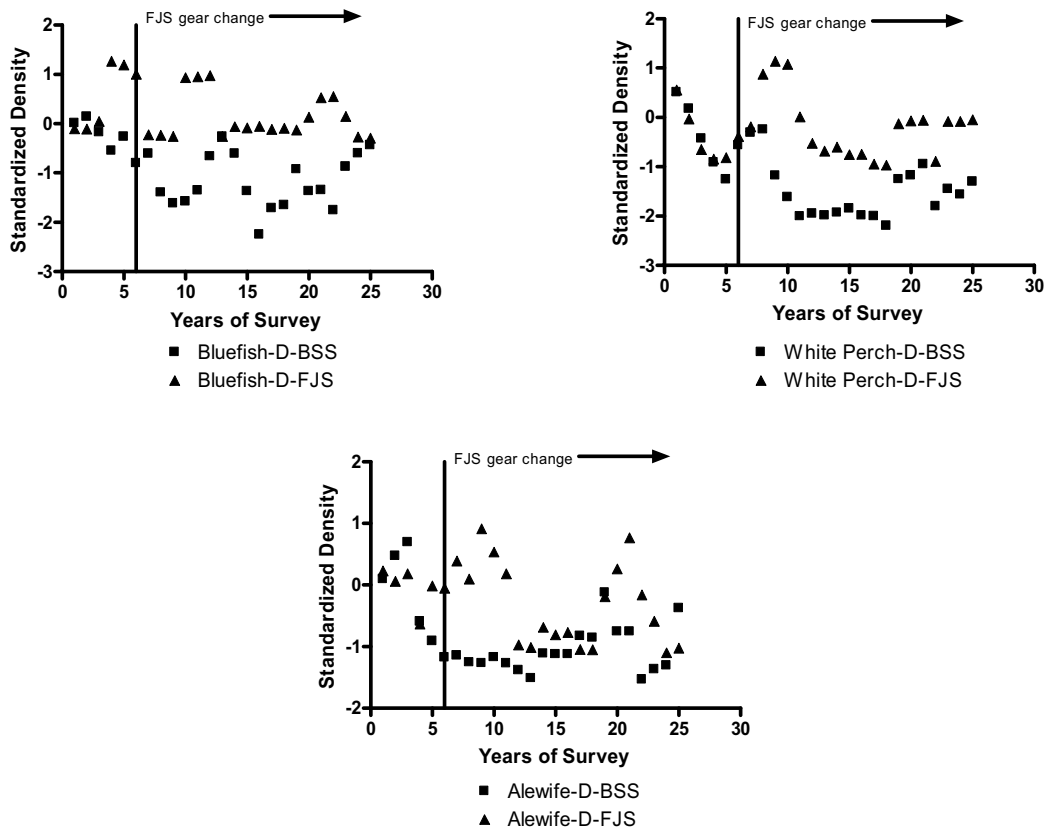 FJS gear change
2
1
0
-1
-2
-3
Standardized Density
0 5 10 15 20 25 30
Years of Survey
Bluefish-D-BSS
Bluefish-D-FJS
FJS gear change
2
1
0
-1
-2
-3
Standardized Density
0 5 10 15 20 25 30
Years of Survey
White Perch-D-BSS
White Perch-D-FJS
FJS gear change
2
1
0
-1
-2
Standardized Density
0 5 10 15 20 25 30
Years of Survey
Alewife-D-BSS
Alewife-D-FJS